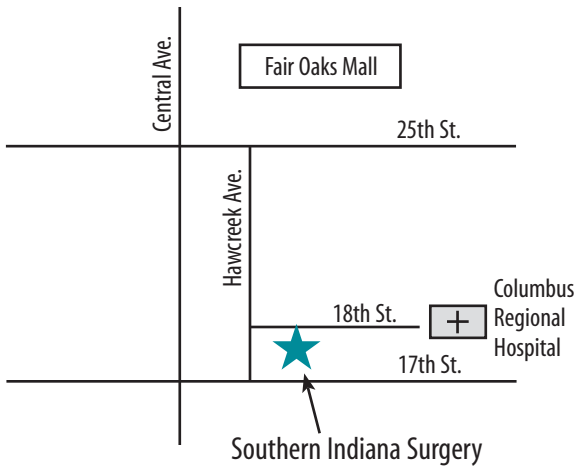 Central Ave.
Fair Oaks Mall
25th St.
Hawcreek Ave.
18th St.
Columbus
Regional
Hospital
17th St.
Southern Indiana Surgery